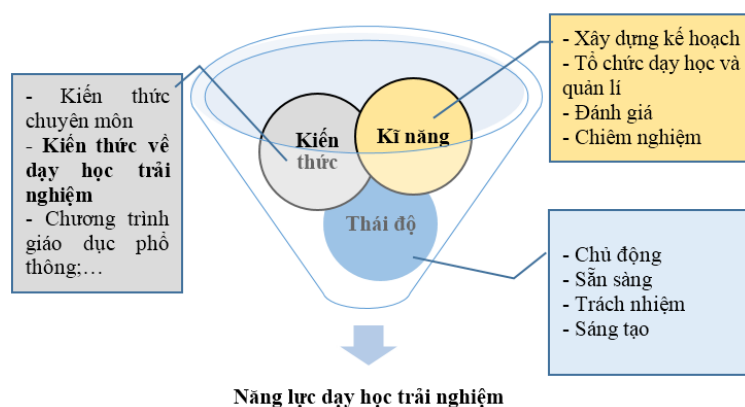 - Kiến thức
chuyên môn
- Kiến thức về
dạy học trải
nghiệm
- Chương trình
giáo dục phổ
thông;…
Kiến
thức
Kĩ năng
Thái độ
- Xây dựng kế hoạch
- Tổ chức dạy học và
quản lí
- Đánh giá
- Chiêm nghiệm
- Chủ động
- Sẵn sàng
- Trách nhiệm
- Sáng tạo
Năng lực dạy học trải nghiệm